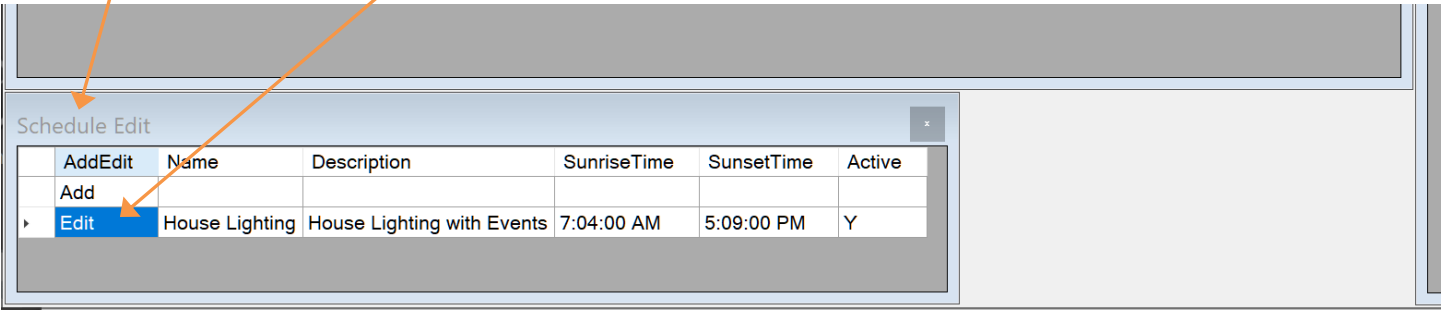 Schedule Edit
AddEdit Name Description SunriseTime SunsetTime Active
Add
Edit House Lighting House Lighting with Events 7:04:00 AM 5:09:00 PM Y